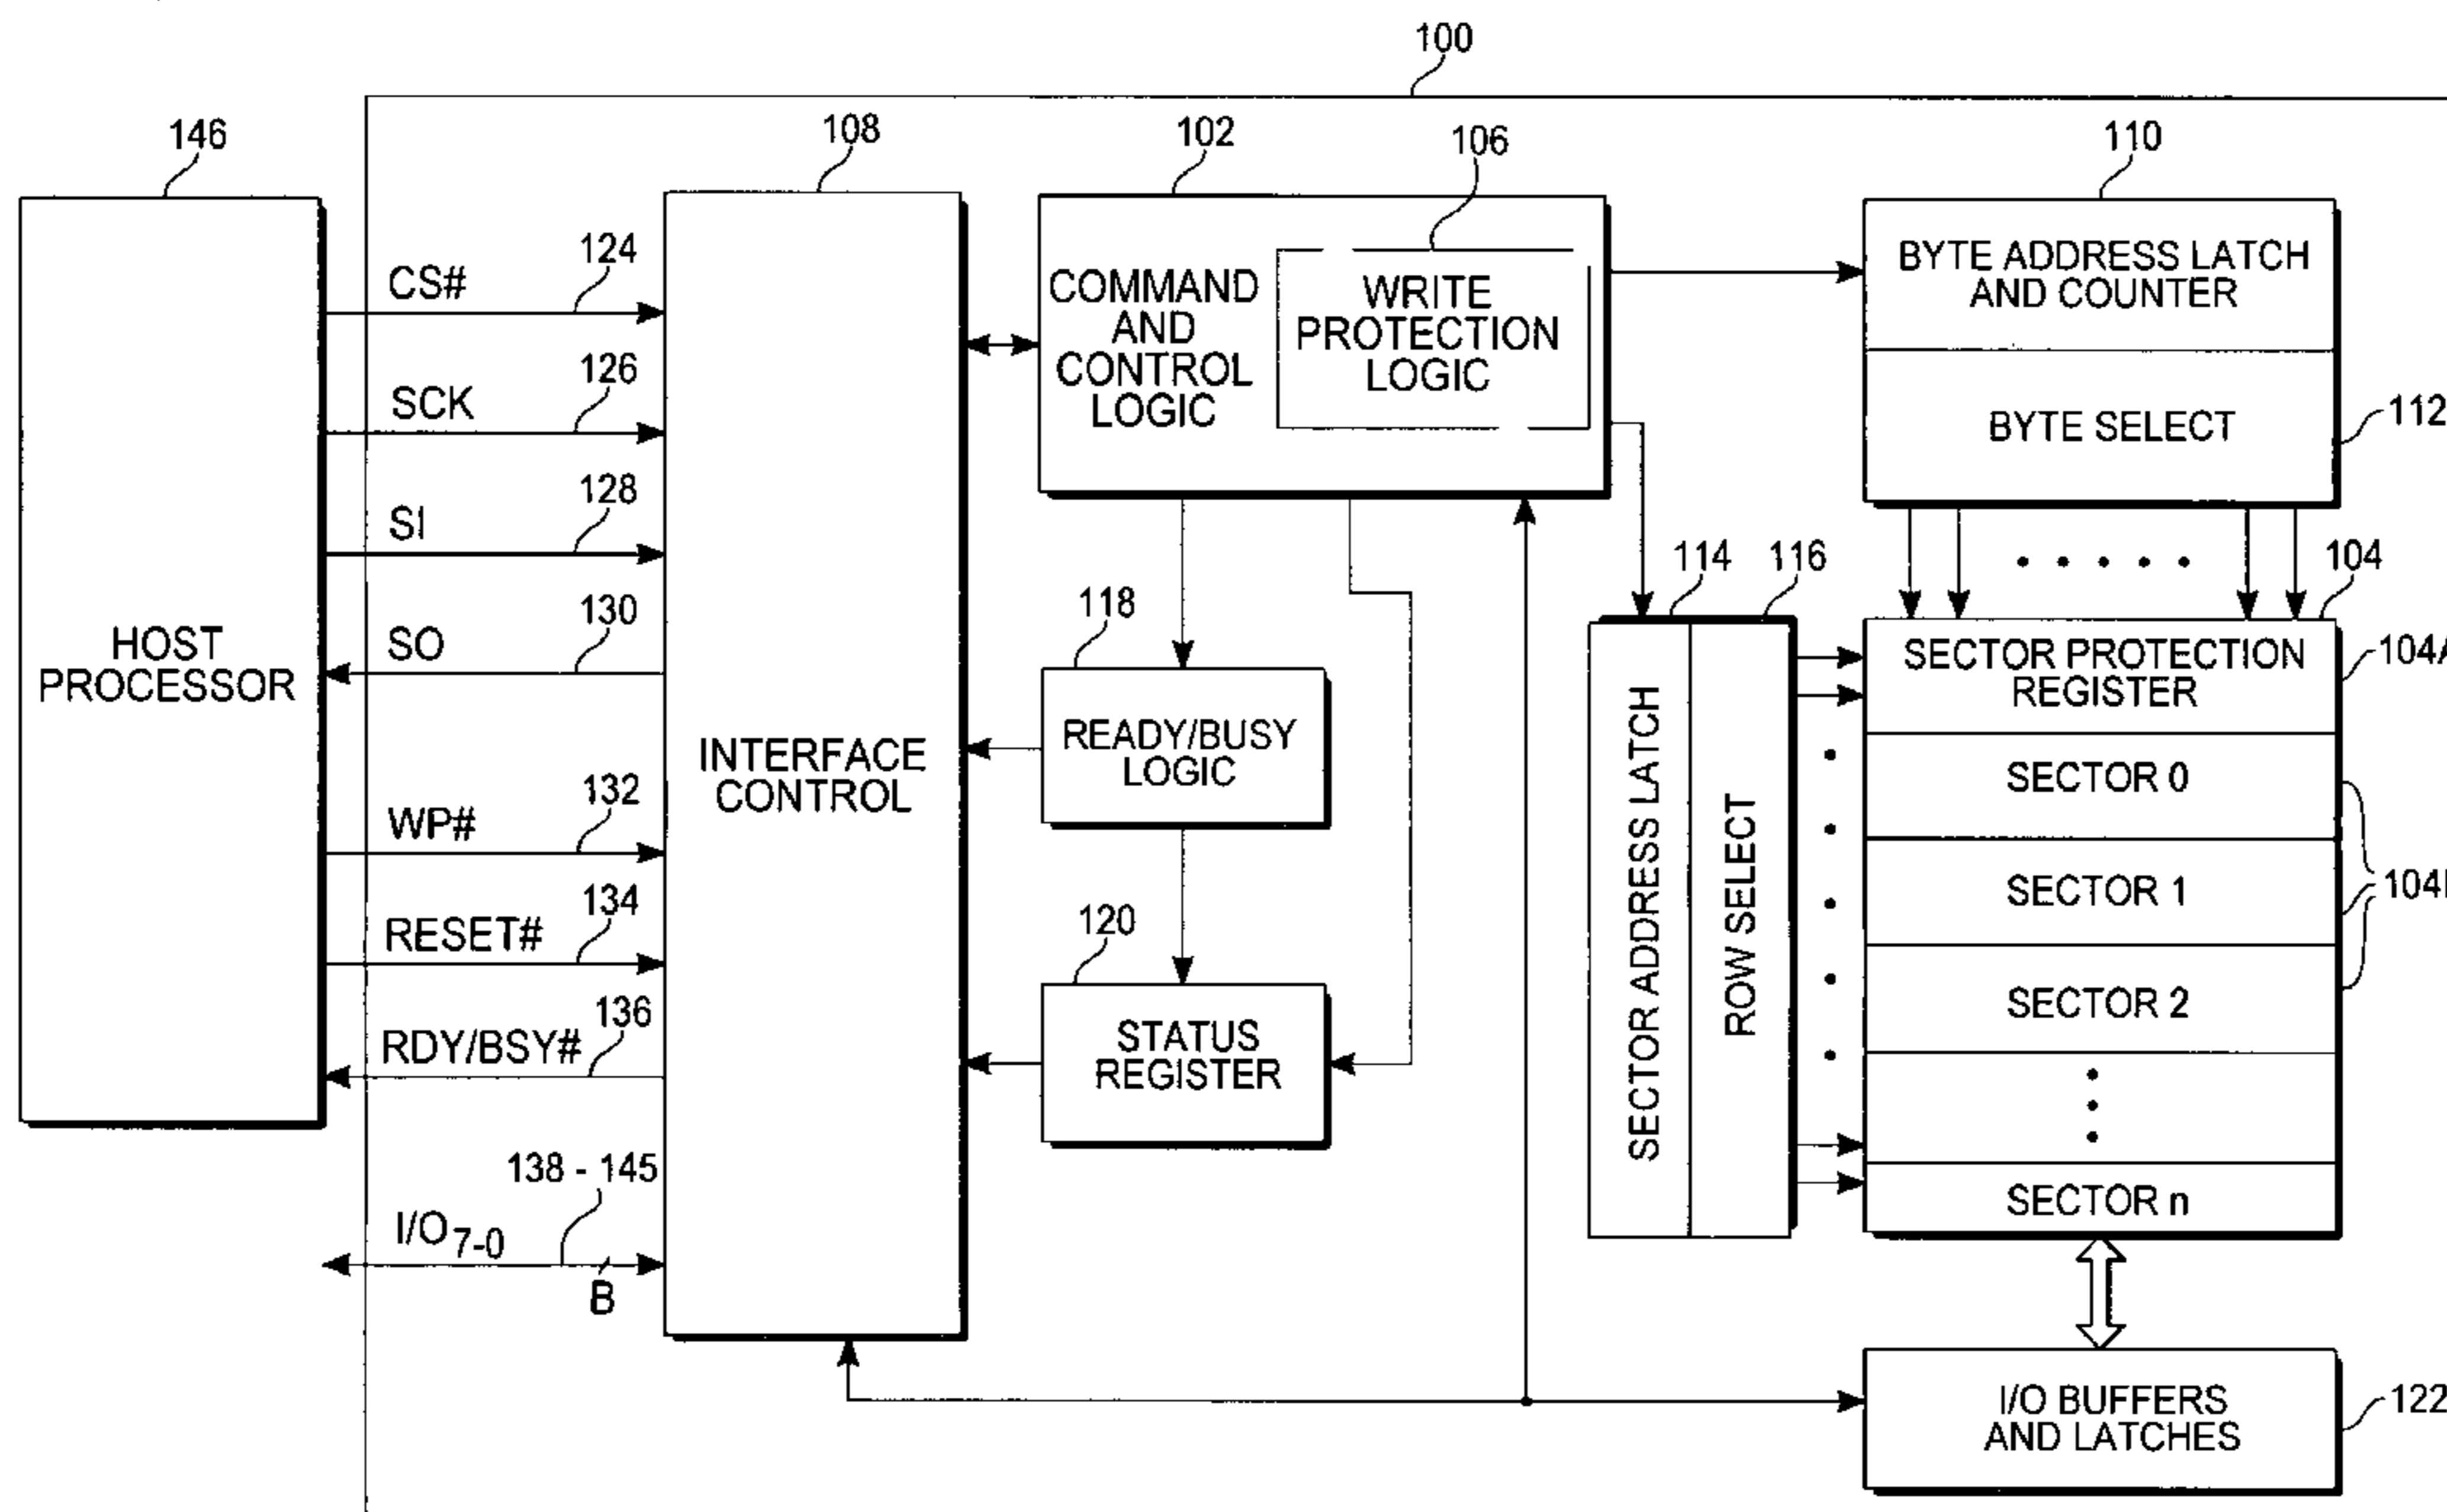 100
146
108
102
106
110
CS#
124
SCK
126
SI
128
SO
130
WP#
132
RESET#
134
RDY/BSY#
136
138 - 145
I/O7-0
B
HOST
PROCESSOR
INTERFACE
CONTROL
COMMAND
AND
CONTROL
LOGIC
WRITE
PROTECTION
LOGIC
BYTE ADDRESS LATCH
AND COUNTER
BYTE SELECT
112
118
READY/BUSY
LOGIC
120
STATUS
REGISTER
114
116
SECTOR ADDRESS LATCH
ROW SELECT
104
SECTOR PROTECTION
REGISTER
SECTOR 0
SECTOR 1
SECTOR 2
SECTOR n
I/O BUFFERS
AND LATCHES
122